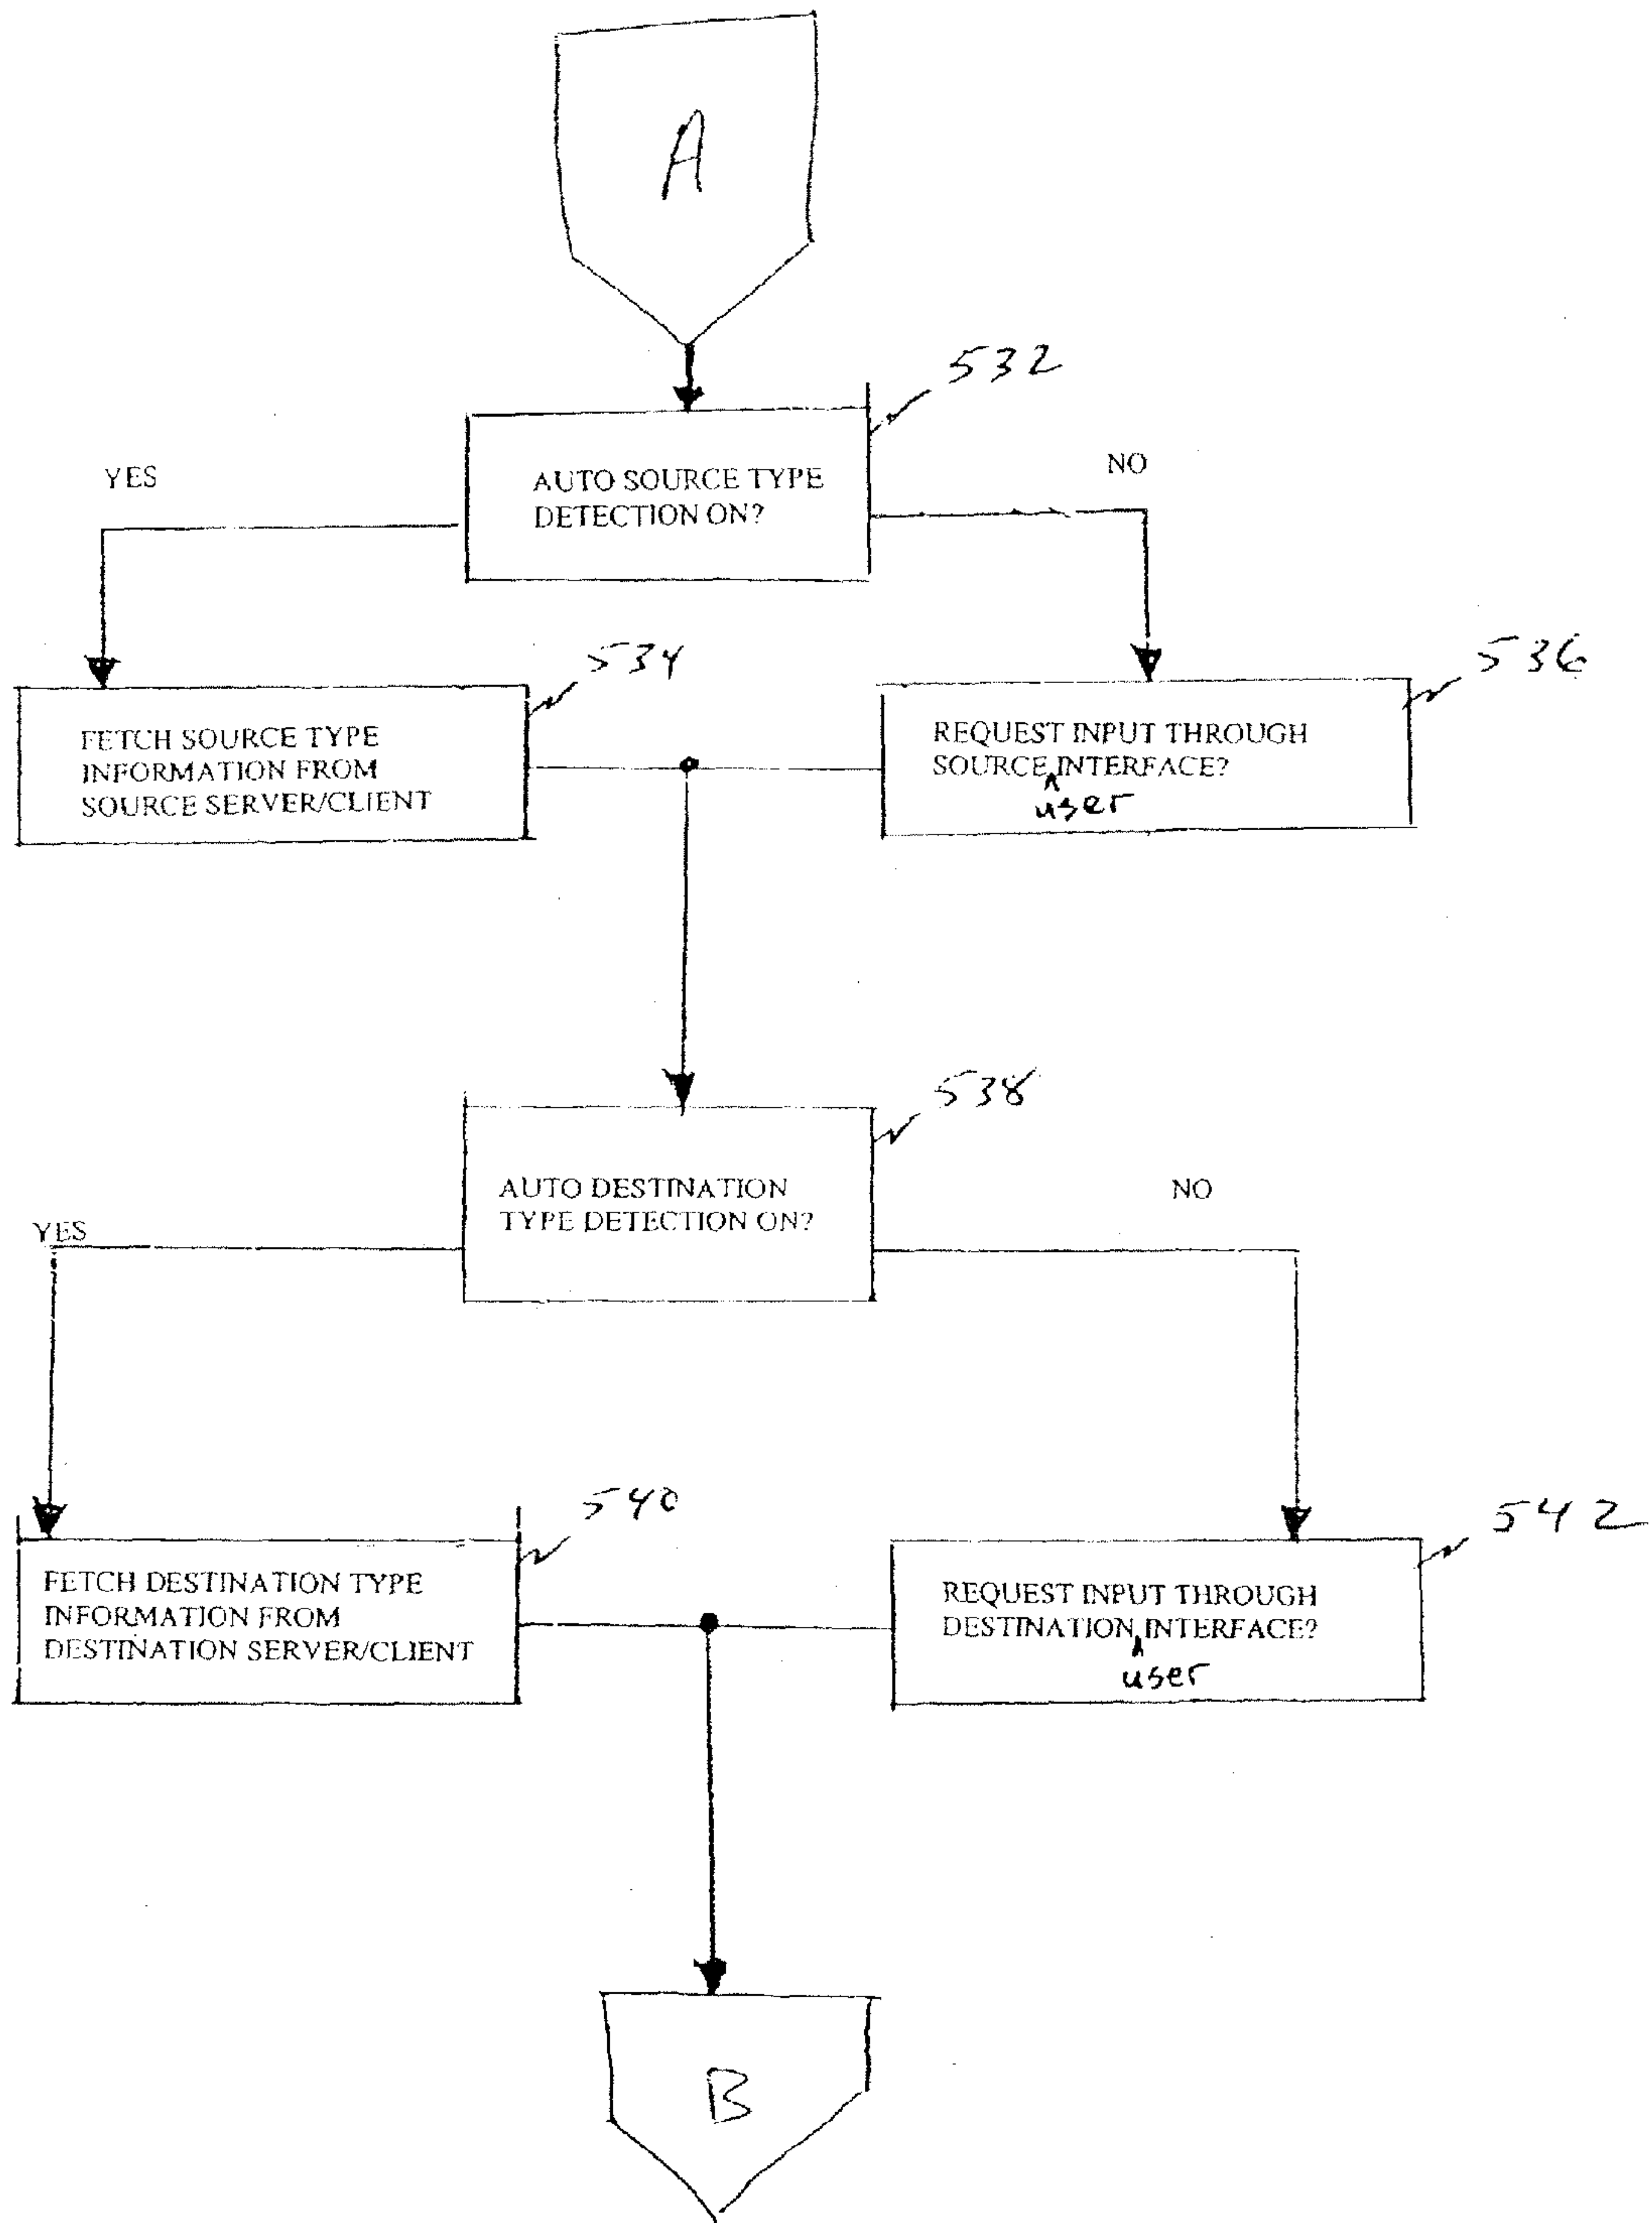 A
532
YES
NO
AUTO SOURCE TYPE
DETECTION ON?
534
536
FETCH SOURCE TYPE
INFORMATION FROM
SOURCE SERVER/CLIENT
REQUEST INPUT THROUGH
SOURCE INTERFACE?
user
538
AUTO DESTINATION
TYPE DETECTION ON?
YES
NO
540
542
FETCH DESTINATION TYPE
INFORMATION FROM
DESTINATION SERVER/CLIENT
REQUEST INPUT THROUGH
DESTINATION INTERFACE?
user
B